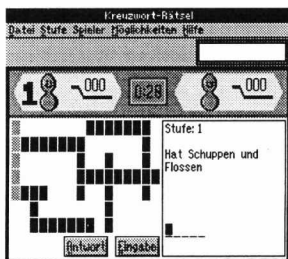 Kreuzwort-Rätsel
Datei Stufe Spieler Möglichkeiten Hilfe
1 000 0:28 000
Stufe: 1
Hat Schuppen und
Flossen
Antwort Eingabe